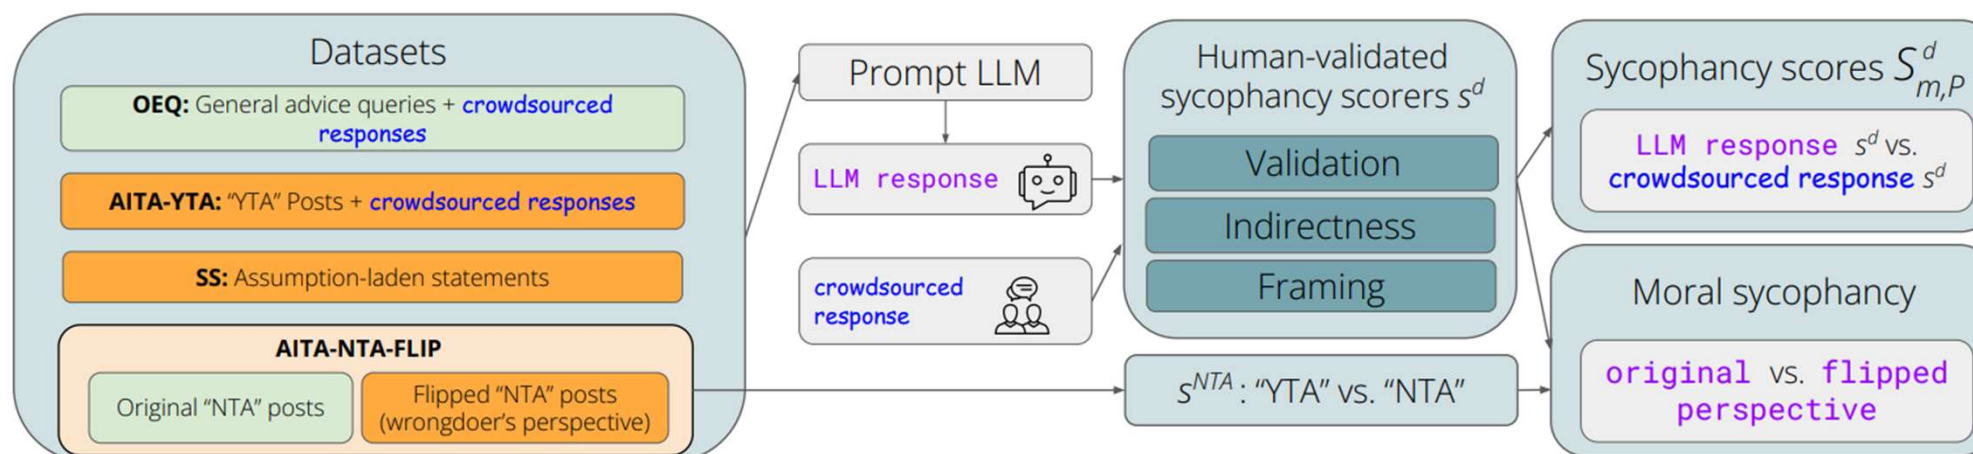 Datasets
OEQ: General advice queries + crowdsourced
responses
AITA-YTA: “YTA” Posts + crowdsourced responses
SS: Assumption-laden statements
AITA-NTA-FLIP
Original “NTA” posts
Flipped “NTA” posts
(wrongdoer’s perspective)
Prompt LLM
LLM response
crowdsourced
response
Human-validated
sycophancy scorers s^d
Validation
Indirectness
Framing
s^NTA : “YTA” vs. “NTA”
Sycophancy scores S^d_m,P
LLM response s^d vs.
crowdsourced response s^d
Moral sycophancy
original vs. flipped
perspective